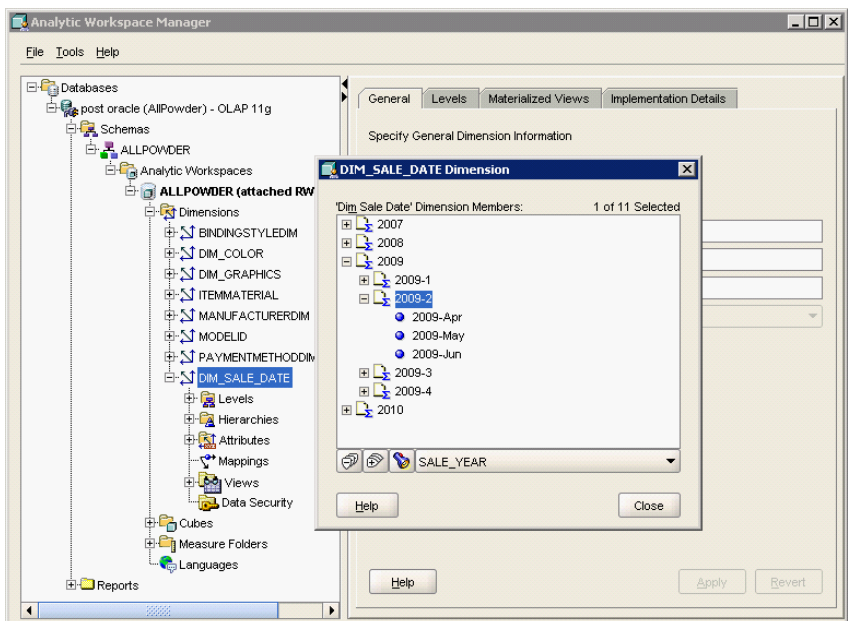 Analytic Workspace Manager
File Tools Help
Databases
post oracle (AllPowder) - OLAP 11g
Schemas
ALLPOWDER
Analytic Workspaces
ALLPOWDER (attached RW
Dimensions
BINDINGSTYLEDIM
DIM_COLOR
DIM_GRAPHICS
ITEMMATERIAL
MANUFACTURERDIM
MODELID
PAYMENTMETHODDIM
DIM_SALE_DATE
Levels
Hierarchies
Attributes
Mappings
Views
Data Security
Cubes
Measure Folders
Languages
Reports
General Levels Materialized Views Implementation Details
Specify General Dimension Information
DIM_SALE_DATE Dimension
'Dim Sale Date' Dimension Members: 1 of 11 Selected
2007
2008
2009
2009-1
2009-2
2009-Apr
2009-May
2009-Jun
2009-3
2009-4
2010
SALE_YEAR
Help Close
Help Apply Revert